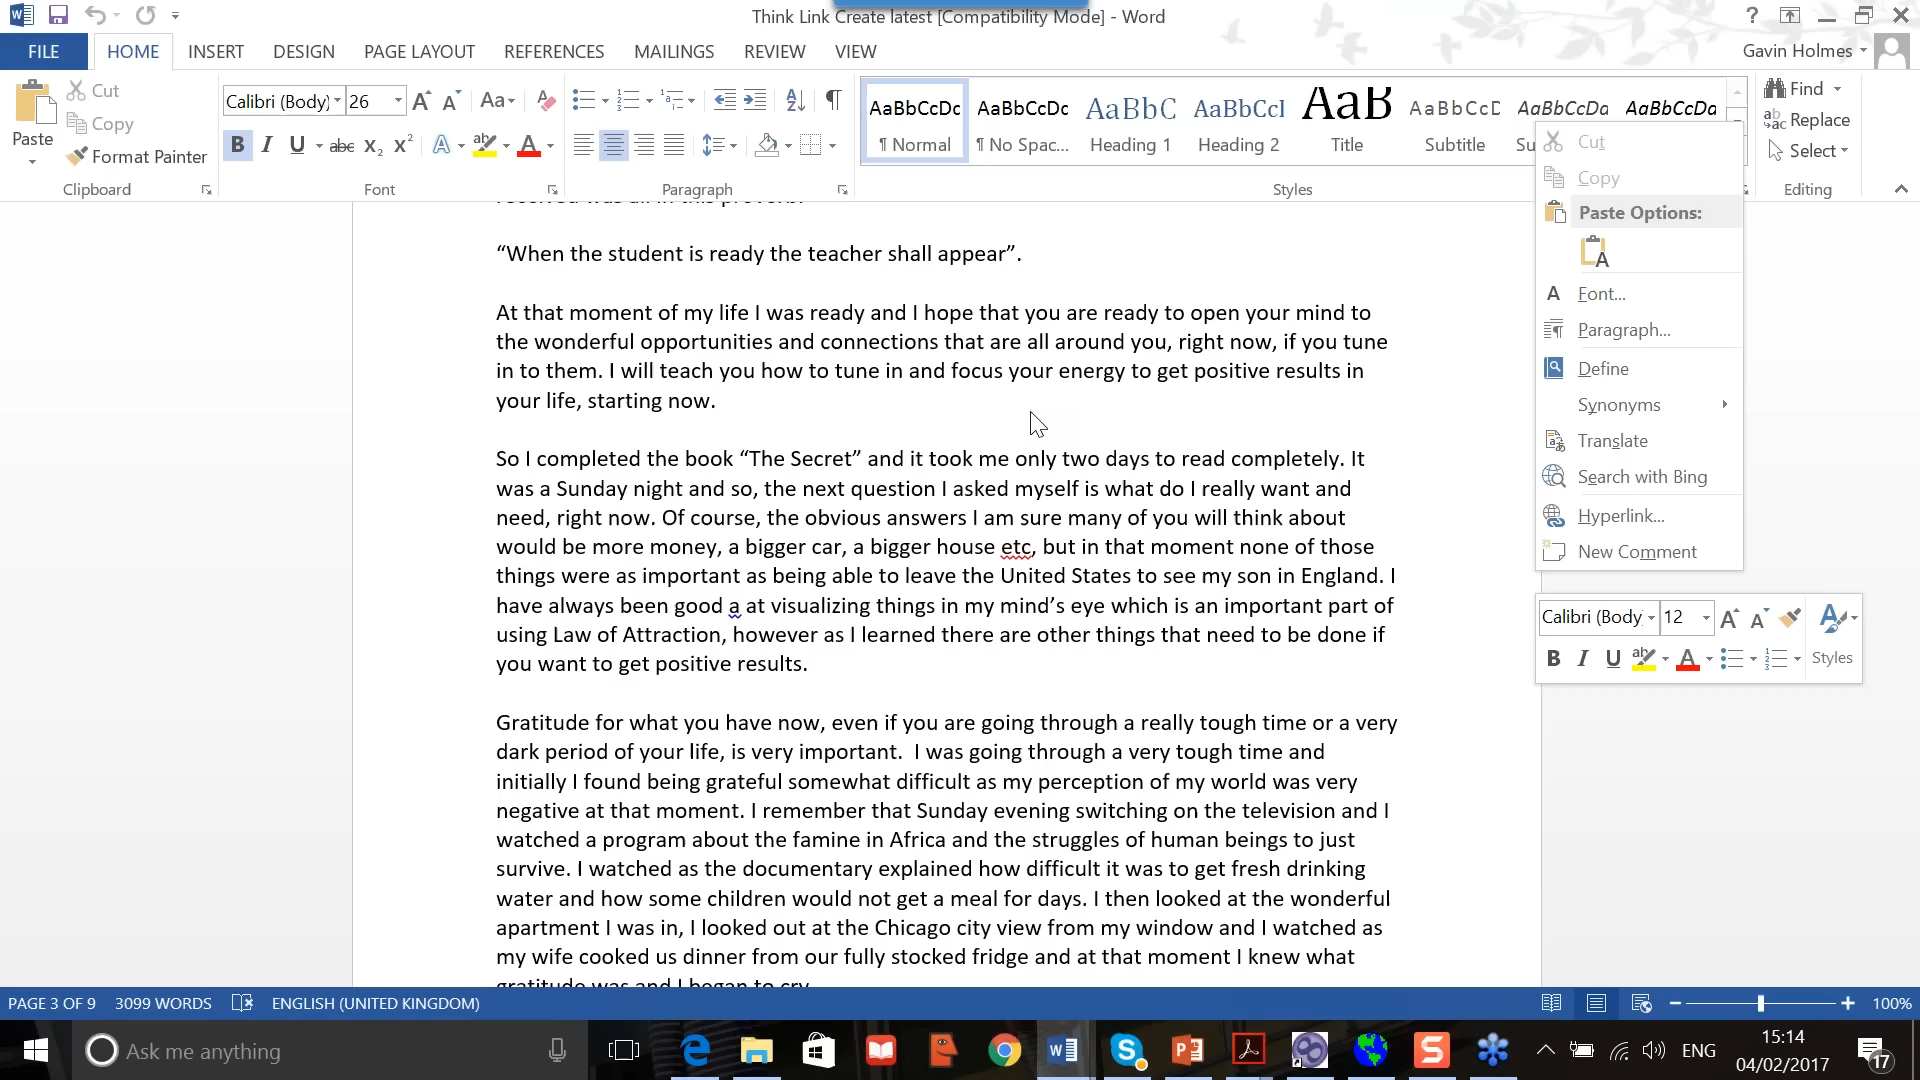 Think Link Create latest [Compatibility Mode] - Word
?
FILE
HOME
INSERT
DESIGN
PAGE LAYOUT
REFERENCES
MAILINGS
REVIEW
VIEW
Gavin Holmes
Paste
Cut
Copy
Format Painter
Clipboard
Calibri (Body)
26
Aa
B I U abc X₂ X²
Font
Paragraph
AaBbCcDc
¶ Normal
AaBbCcDc
¶ No Spac...
AaBbC
Heading 1
AaBbCcI
Heading 2
AaB
Title
AaBbCcD
Subtitle
AaBbCcDa
Su
AaBbCcDa
Styles
Find
Replace
Select
Editing
“When the student is ready the teacher shall appear”.
At that moment of my life I was ready and I hope that you are ready to open your mind to
the wonderful opportunities and connections that are all around you, right now, if you tune
in to them. I will teach you how to tune in and focus your energy to get positive results in
your life, starting now.
So I completed the book “The Secret” and it took me only two days to read completely. It
was a Sunday night and so, the next question I asked myself is what do I really want and
need, right now. Of course, the obvious answers I am sure many of you will think about
would be more money, a bigger car, a bigger house etc, but in that moment none of those
things were as important as being able to leave the United States to see my son in England. I
have always been good a at visualizing things in my mind’s eye which is an important part of
using Law of Attraction, however as I learned there are other things that need to be done if
you want to get positive results.
Gratitude for what you have now, even if you are going through a really tough time or a very
dark period of your life, is very important.  I was going through a very tough time and
initially I found being grateful somewhat difficult as my perception of my world was very
negative at that moment. I remember that Sunday evening switching on the television and I
watched a program about the famine in Africa and the struggles of human beings to just
survive. I watched as the documentary explained how difficult it was to get fresh drinking
water and how some children would not get a meal for days. I then looked at the wonderful
apartment I was in, I looked out at the Chicago city view from my window and I watched as
my wife cooked us dinner from our fully stocked fridge and at that moment I knew what
gratitude was and I began to cry
Cut
Copy
Paste Options:
Font...
Paragraph...
Define
Synonyms
Translate
Search with Bing
Hyperlink...
New Comment
Calibri (Body
12
B I U
Styles
PAGE 3 OF 9
3099 WORDS
ENGLISH (UNITED KINGDOM)
100%
Ask me anything
ENG
15:14
04/02/2017
17